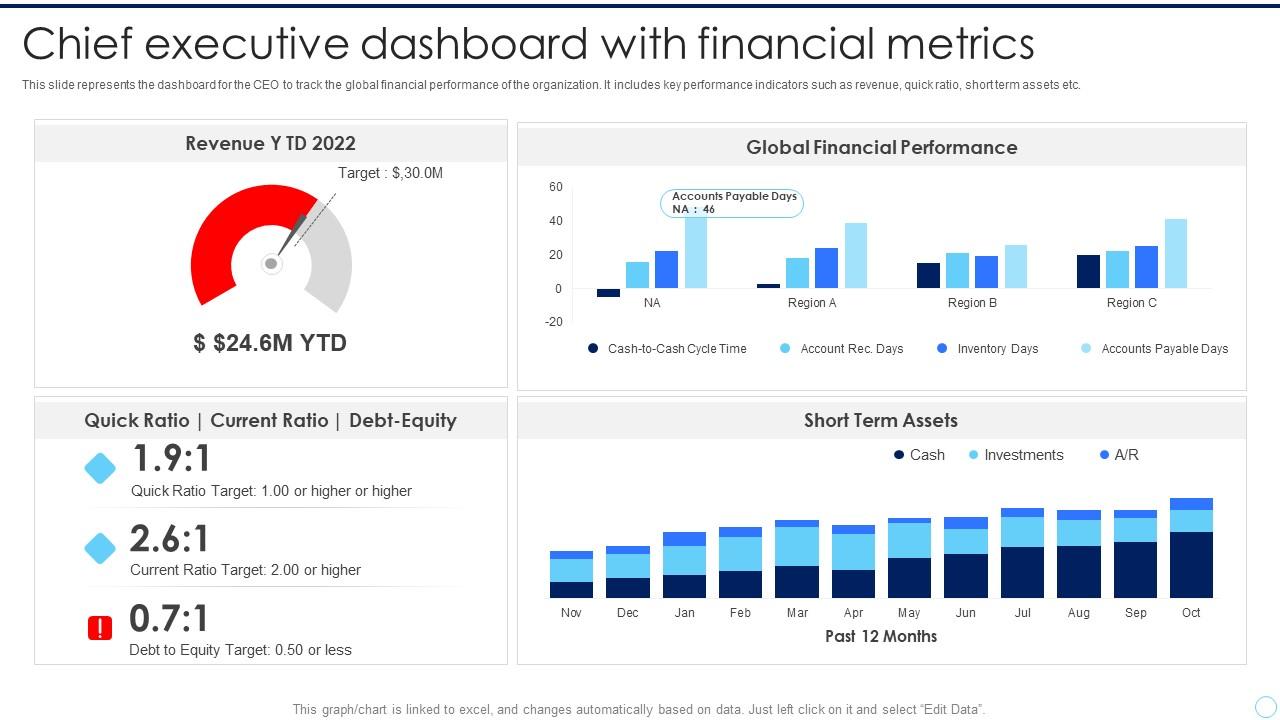 Chief executive dashboard with financial metrics
This slide represents the dashboard for the CEO to track the global financial performance of the organization. It includes key performance indicators such as revenue, quick ratio, short term assets etc.
Revenue Y TD 2022
Target : $,30.0M
$ $24.6M YTD
Global Financial Performance
60
40
20
0
-20
Accounts Payable Days
NA : 46
NA
Region A
Region B
Region C
Cash-to-Cash Cycle Time
Account Rec. Days
Inventory Days
Accounts Payable Days
Quick Ratio | Current Ratio | Debt-Equity
1.9:1
Quick Ratio Target: 1.00 or higher or higher
2.6:1
Current Ratio Target: 2.00 or higher
!
0.7:1
Debt to Equity Target: 0.50 or less
Short Term Assets
Cash
Investments
A/R
Nov
Dec
Jan
Feb
Mar
Apr
May
Jun
Jul
Aug
Sep
Oct
Past 12 Months
This graph/chart is linked to excel, and changes automatically based on data. Just left click on it and select “Edit Data”.